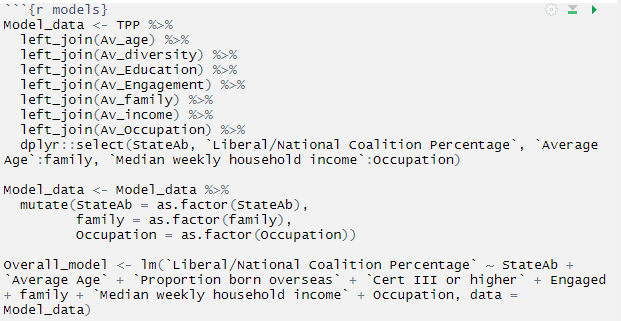 ```{r models}
Model_data <- TPP %>%
  left_join(Av_age) %>%
  left_join(Av_diversity) %>%
  left_join(Av_Education) %>%
  left_join(Av_Engagement) %>%
  left_join(Av_family) %>%
  left_join(Av_income) %>%
  left_join(Av_Occupation) %>%
  dplyr::select(StateAb, `Liberal/National Coalition Percentage`, `Average
Age`:family, `Median weekly household income`:Occupation)

Model_data <- Model_data %>%
  mutate(StateAb = as.factor(StateAb),
         family = as.factor(family),
         Occupation = as.factor(Occupation))

Overall_model <- lm(`Liberal/National Coalition Percentage` ~ StateAb +
`Average Age` + `Proportion born overseas` + `Cert III or higher` + Engaged
+ family + `Median weekly household income` + Occupation, data =
Model_data)